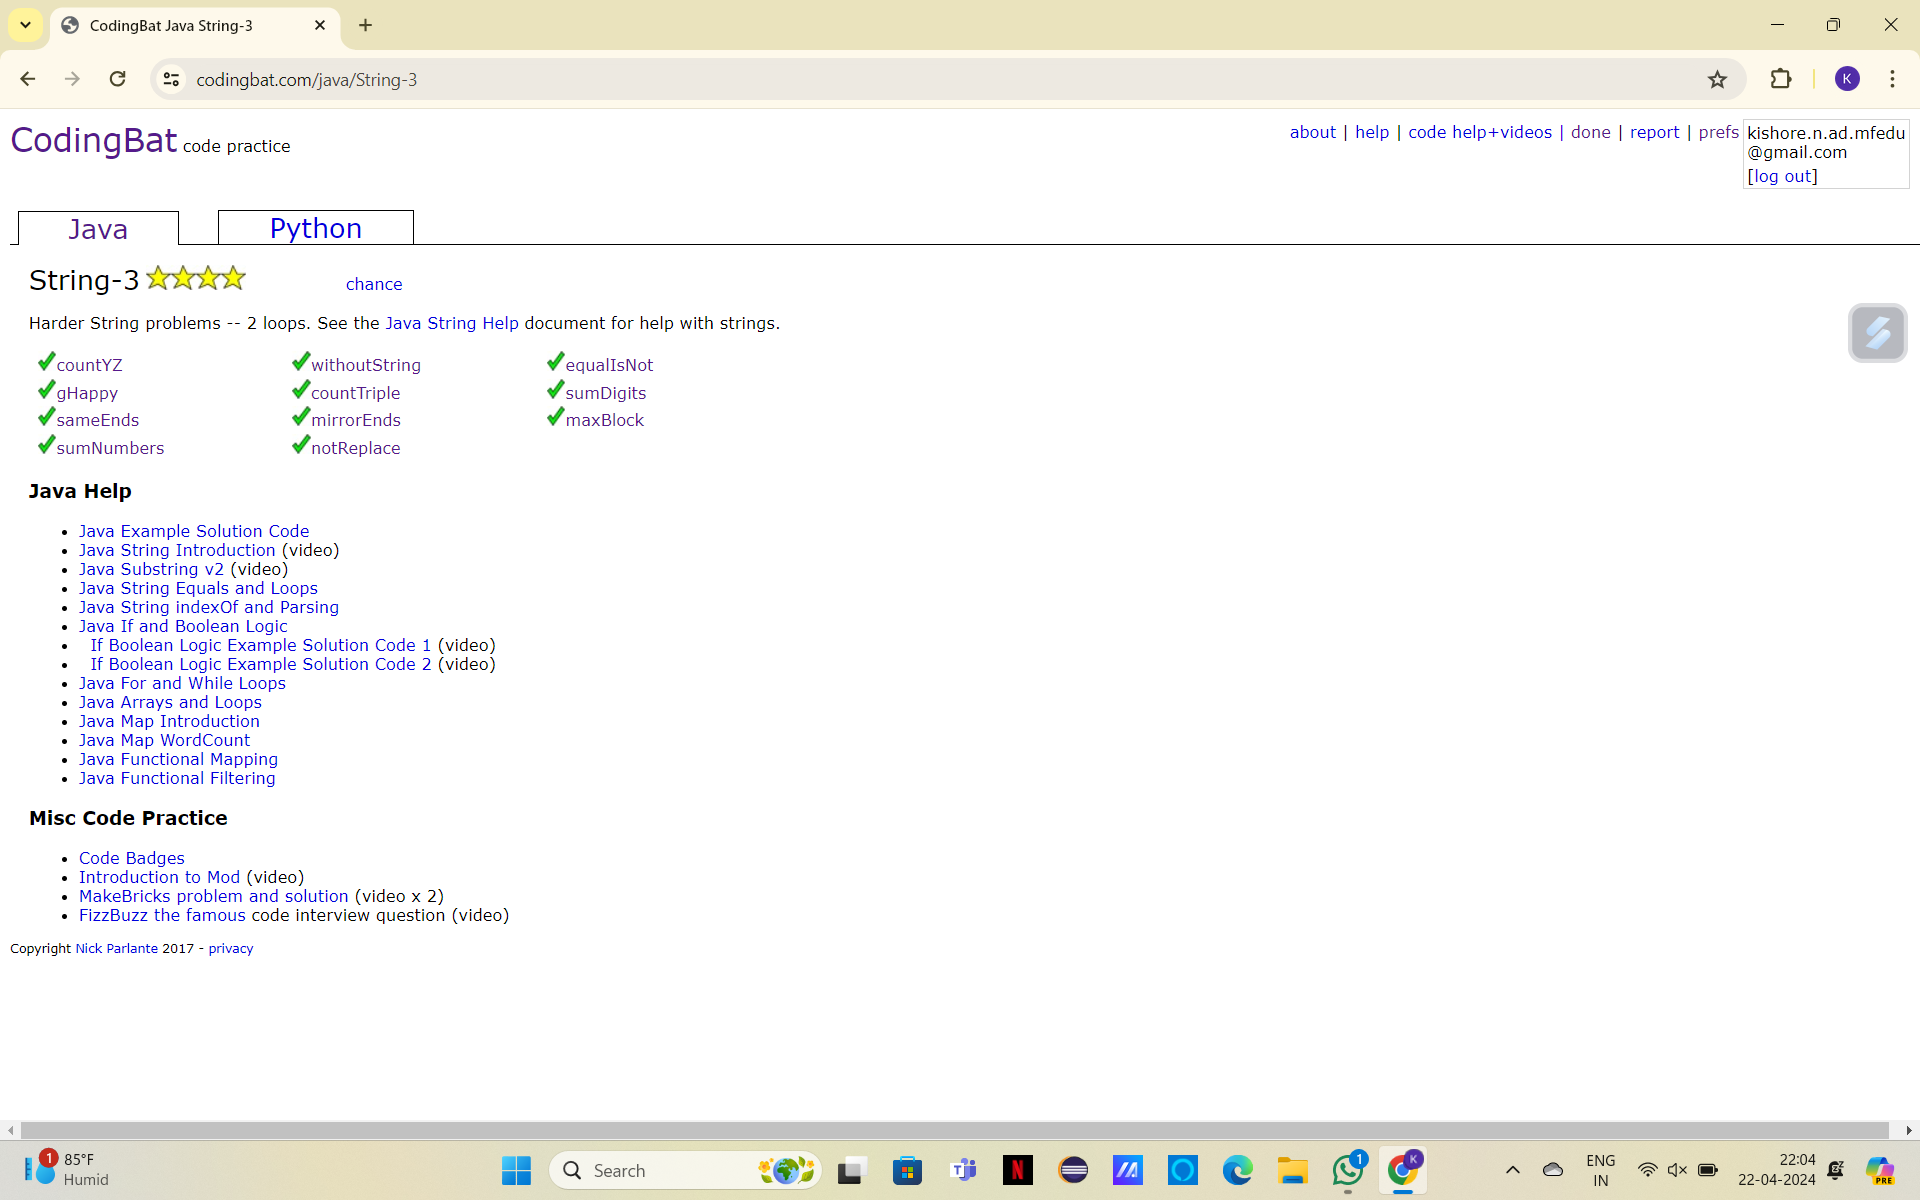 CodingBat Java String-3
codingbat.com/java/String-3
K
CodingBat code practice
about | help | code help+videos | done | report | prefs
kishore.n.ad.mfedu
@gmail.com
[log out]
Java
Python
String-3
chance
Harder String problems -- 2 loops. See the Java String Help document for help with strings.
countYZ withoutString equalIsNot
gHappy countTriple sumDigits
sameEnds mirrorEnds maxBlock
sumNumbers notReplace
Java Help
Java Example Solution Code
Java String Introduction (video)
Java Substring v2 (video)
Java String Equals and Loops
Java String indexOf and Parsing
Java If and Boolean Logic
If Boolean Logic Example Solution Code 1 (video)
If Boolean Logic Example Solution Code 2 (video)
Java For and While Loops
Java Arrays and Loops
Java Map Introduction
Java Map WordCount
Java Functional Mapping
Java Functional Filtering
Misc Code Practice
Code Badges
Introduction to Mod (video)
MakeBricks problem and solution (video x 2)
FizzBuzz the famous code interview question (video)
Copyright Nick Parlante 2017 - privacy
1
85°F
Humid
Search
T
N
1
K
ENG
IN
22:04
22-04-2024
PRE